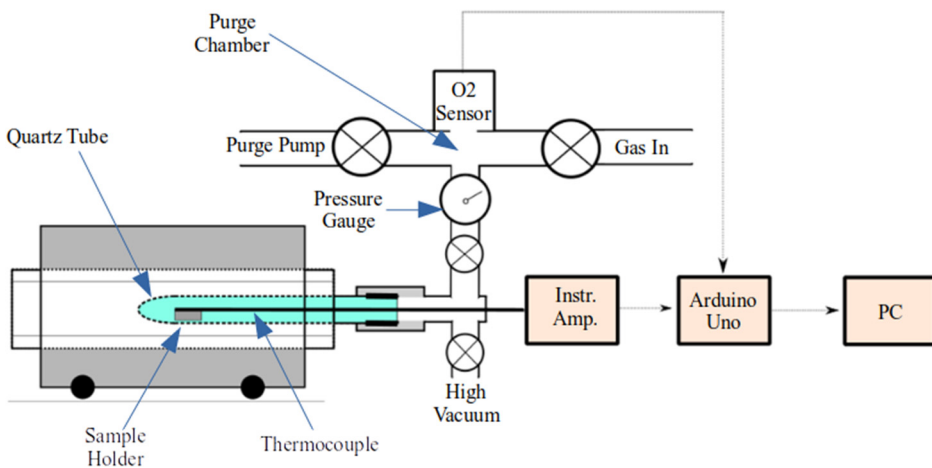 Purge
Chamber
O2
Sensor
Quartz Tube
Purge Pump
Gas In
Pressure
Gauge
Instr.
Amp.
Arduino
Uno
PC
High
Vacuum
Sample
Holder
Thermocouple